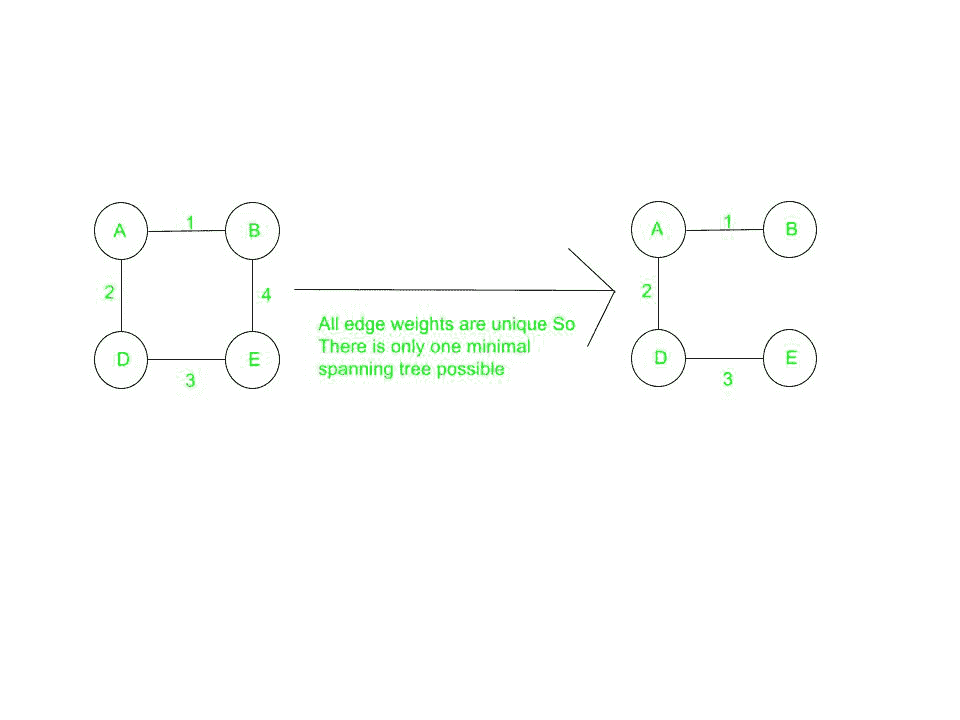 A 1 B
2 4
D 3 E
All edge weights are unique So
There is only one minimal
spanning tree possible
A 1 B
2
D 3 E